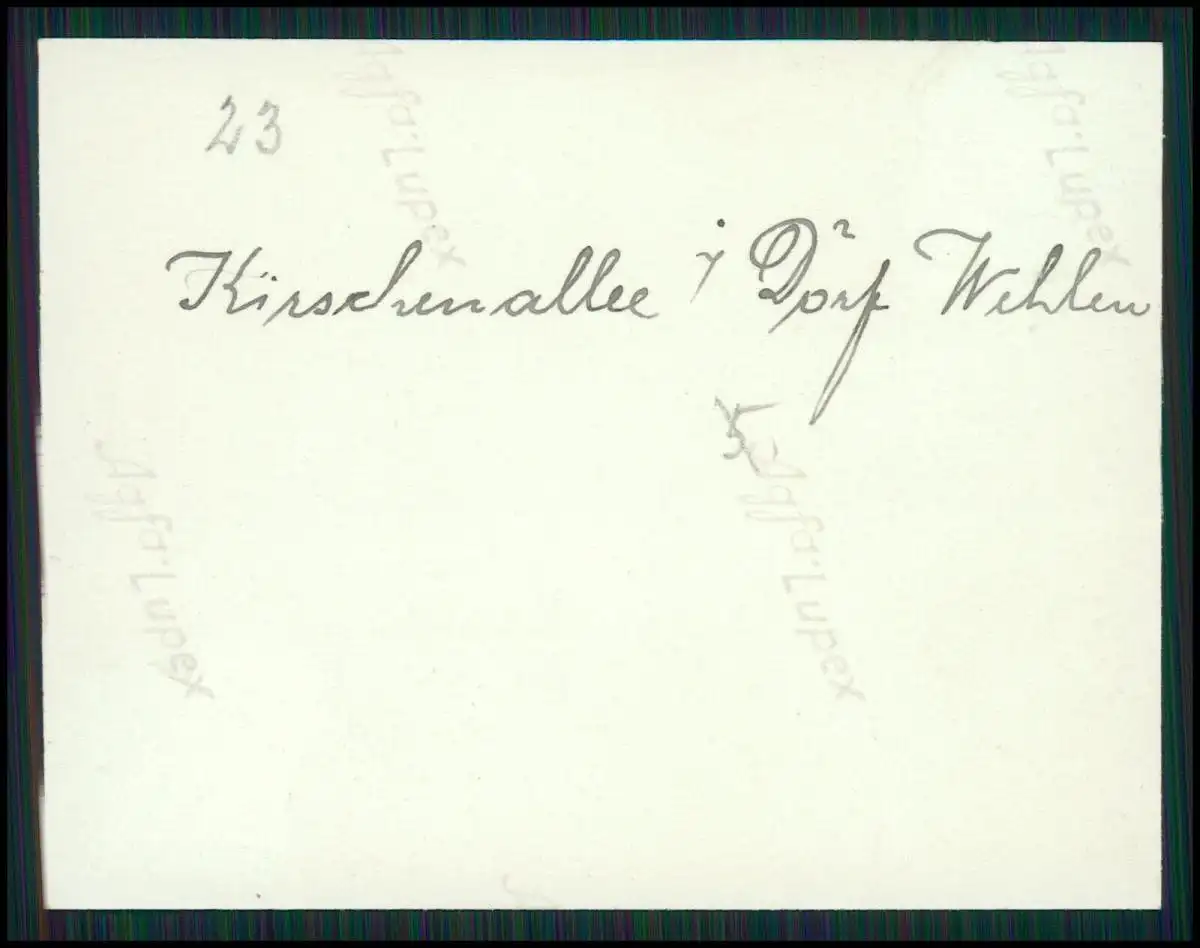 Agfa-Lupex
Agfa-Lupex
23
Kirschenallee i Dorf Wehlen
5
Agfa-Lupex
Agfa-Lupex